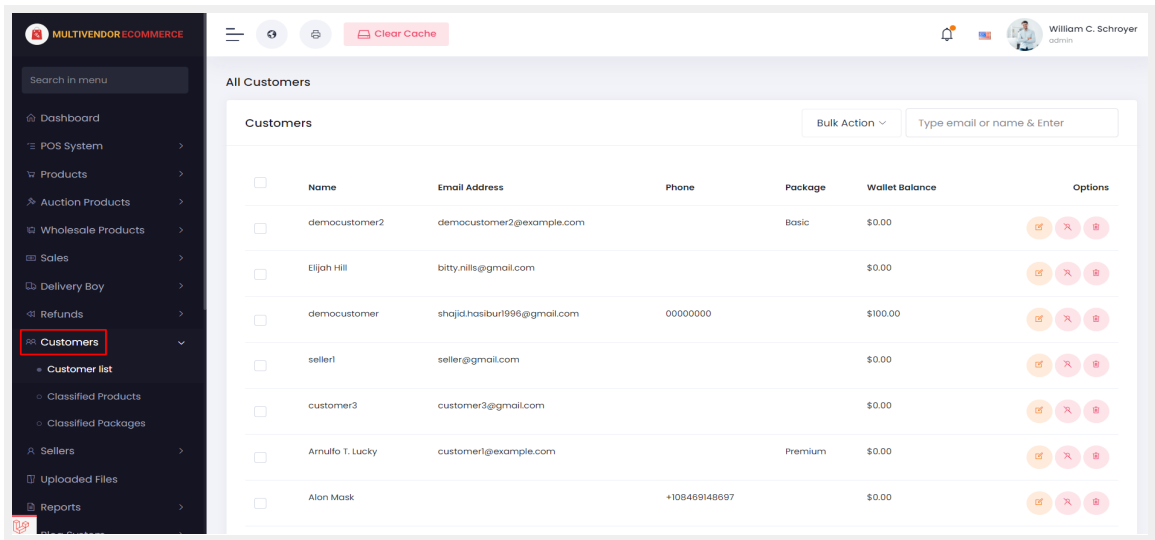 MULTIVENDOR ECOMMERCE
Clear Cache
William C. Schroyer
admin
Search in menu
Dashboard
POS System
Products
Auction Products
Wholesale Products
Sales
Delivery Boy
Refunds
Customers
Customer list
Classified Products
Classified Packages
Sellers
Uploaded Files
Reports
Blog System
All Customers
Customers
Bulk Action
Type email or name & Enter
Name Email Address Phone Package Wallet Balance Options
democustomer2 democustomer2@example.com Basic $0.00
Elijah Hill bitty.nills@gmail.com $0.00
democustomer shajid.hasibur1996@gmail.com 00000000 $100.00
seller1 seller@gmail.com $0.00
customer3 customer3@gmail.com $0.00
Arnulfo T. Lucky customer1@example.com Premium $0.00
Alon Mask +108469148697 $0.00